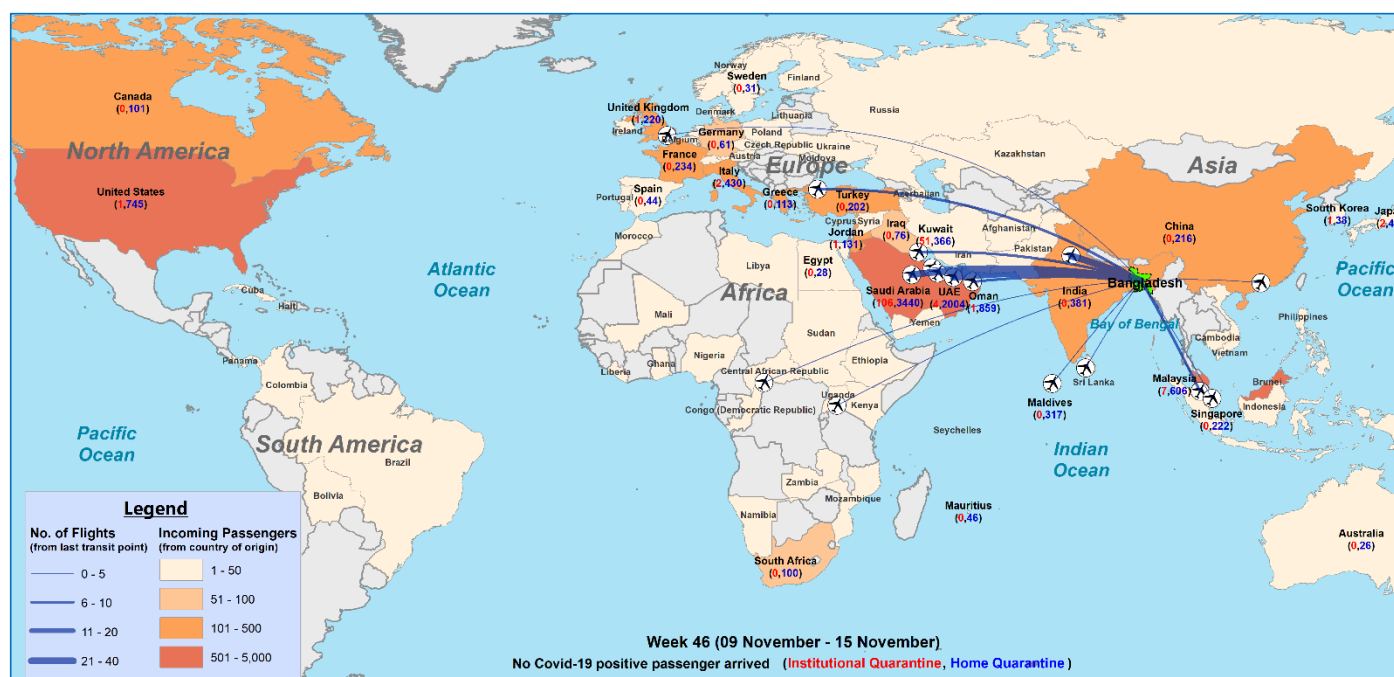 Canada
(0,101)
North America
United States
(1,745)
Atlantic
Ocean
Cuba
Haiti
Panama
Colombia
South America
Brazil
Bolivia
Pacific
Ocean
Norway
Sweden
(0,31)
Finland
Russia
United Kingdom
(1,220)
Denmark
Lithuania
Ireland
Belgium
Germany
(0,61)
Poland
Czech Republic
Ukraine
Austria
Moldova
Europe
France
(0,234)
Italy
(2,430)
Portugal
Spain
(0,44)
Greece
(0,113)
Turkey
(0,202)
Azerbaijan
Kazakhstan
Asia
Cyprus
Syria
Iraq
(0,76)
Jordan
(1,131)
Kuwait
(51,366)
Iran
Afghanistan
Pakistan
China
(0,216)
South Korea
(1,38)
Japa
(2,4
Pacific
Ocean
Morocco
Libya
Egypt
(0,28)
Africa
Saudi Arabia
(106,3440)
UAE
(4,2004)
Oman
(1,859)
Yemen
India
(0,381)
Bangladesh
Bay of Bengal
Philippines
Cambodia
Vietnam
Mali
Sudan
Nigeria
Ghana
Liberia
Ethiopia
Central African Republic
Uganda
Kenya
Congo (Democratic Republic)
Sri Lanka
Maldives
(0,317)
Malaysia
(7,606)
Brunei
Singapore
(0,222)
Indonesia
Seychelles
Indian
Ocean
Zambia
Mozambique
Namibia
Mauritius
(0,46)
South Africa
(0,100)
Australia
(0,26)
Legend
No. of Flights
(from last transit point)
0 - 5
6 - 10
11 - 20
21 - 40
Incoming Passengers
(from country of origin)
1 - 50
51 - 100
101 - 500
501 - 5,000
Week 46 (09 November - 15 November)
No Covid-19 positive passenger arrived (Institutional Quarantine, Home Quarantine)